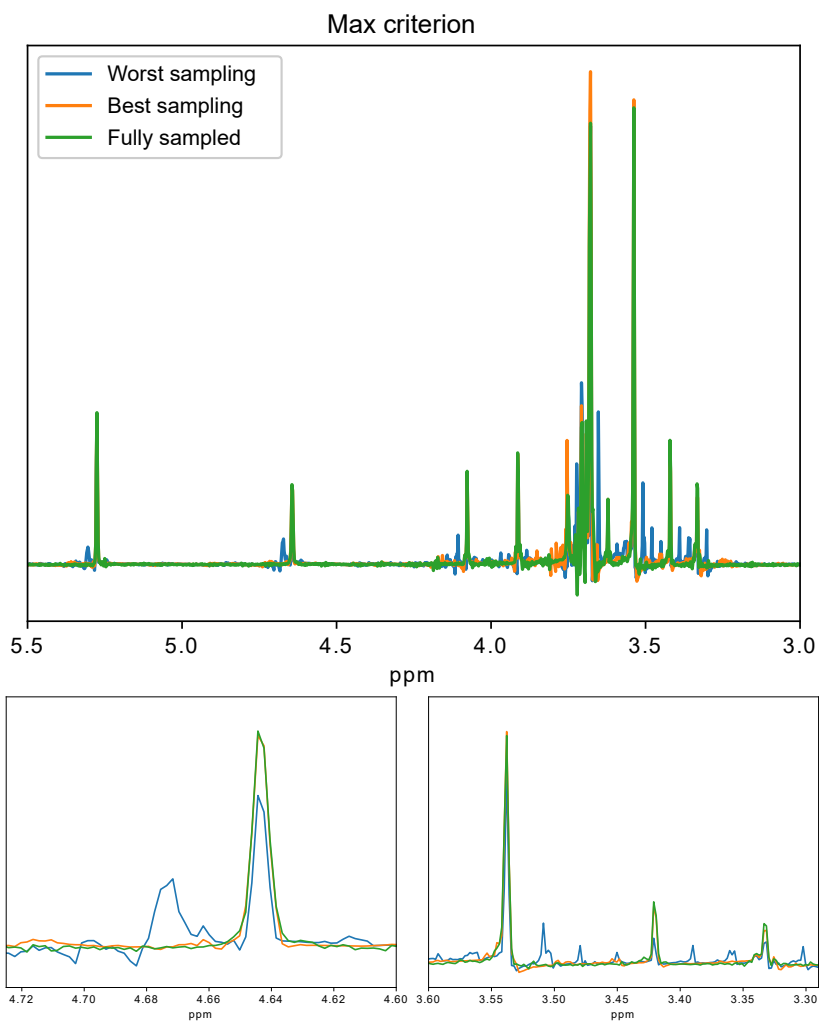 Max criterion
Worst sampling
Best sampling
Fully sampled
5.5 5.0 4.5 4.0 3.5 3.0
ppm
4.72 4.70 4.68 4.66 4.64 4.62 4.60
ppm
3.60 3.55 3.50 3.45 3.40 3.35 3.30
ppm